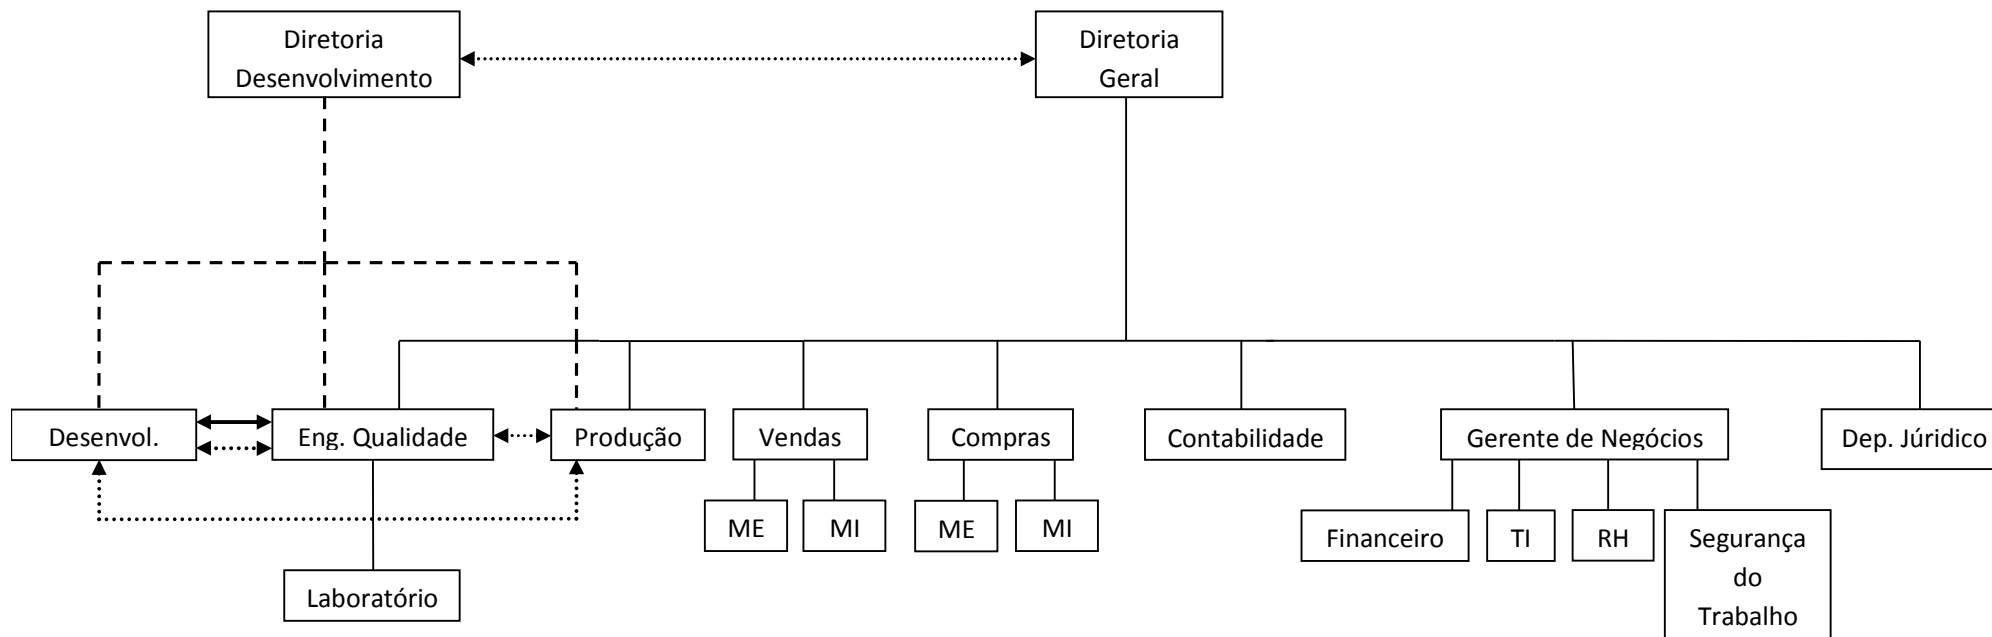 Diretoria
Desenvolvimento
Diretoria
Geral
Desenvol.
Eng. Qualidade
Produção
Vendas
Compras
Contabilidade
Gerente de Negócios
Dep. Júridico
ME
MI
ME
MI
Financeiro
TI
RH
Segurança
do
Trabalho
Laboratório